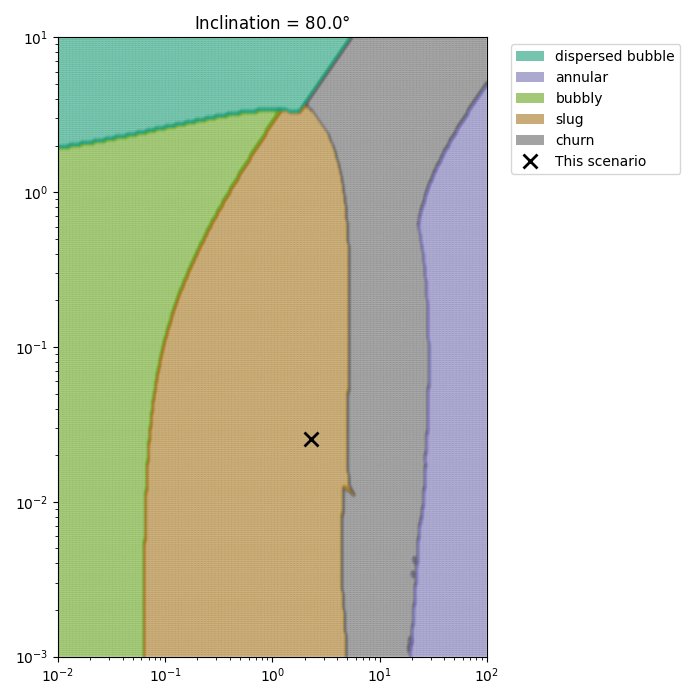 Inclination = 80.0°
dispersed bubble
annular
bubbly
slug
churn
This scenario
10¹
10⁰
10⁻¹
10⁻²
10⁻³
10⁻² 10⁻¹ 10⁰ 10¹ 10²